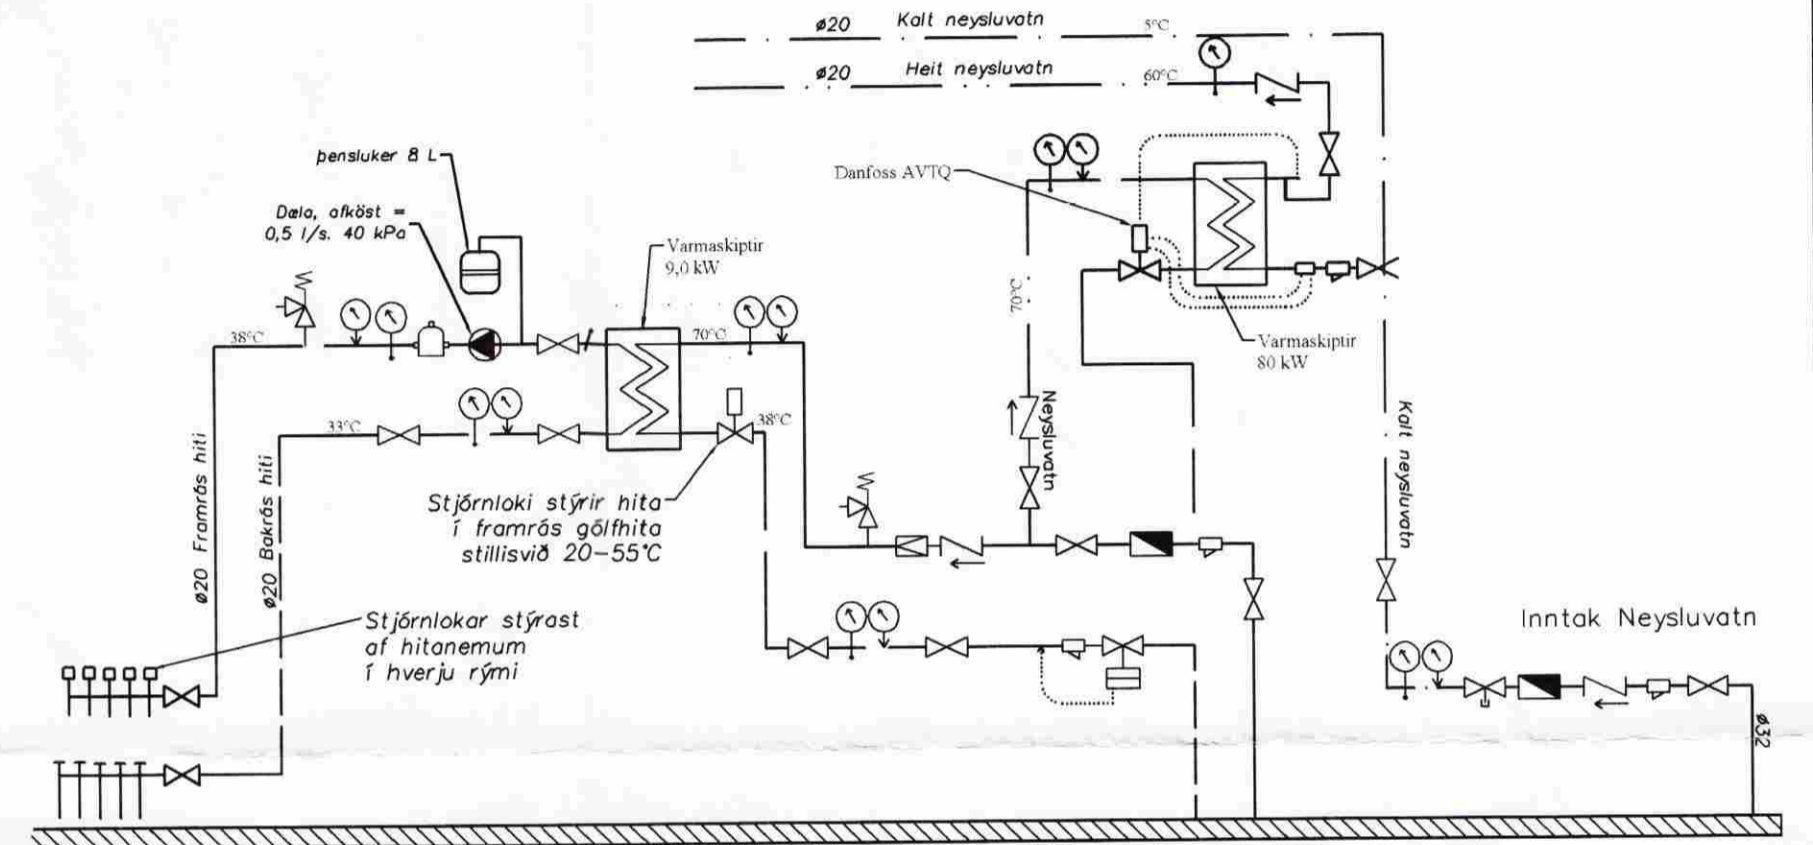 ø20 Kalt neysluvatn 5°C
ø20 Heit neysluvatn 60°C
þensluker 8 L
Dæla, afköst =
0,5 l/s. 40 kPa
Danfoss AVTQ
Varmaskiptir
9,0 kW
Varmaskiptir
80 kW
38°C
70°C
33°C
38°C
70°C
Neysluvatn
Kalt neysluvatn
ø20 Framrás hiti
ø20 Bakrás hiti
Stjórnloki stýrir hita
í framrás gólfhita
stillisvið 20-55°C
Stjórnlokar stýrast
af hitanemum
í hverju rými
Inntak Neysluvatn
ø32